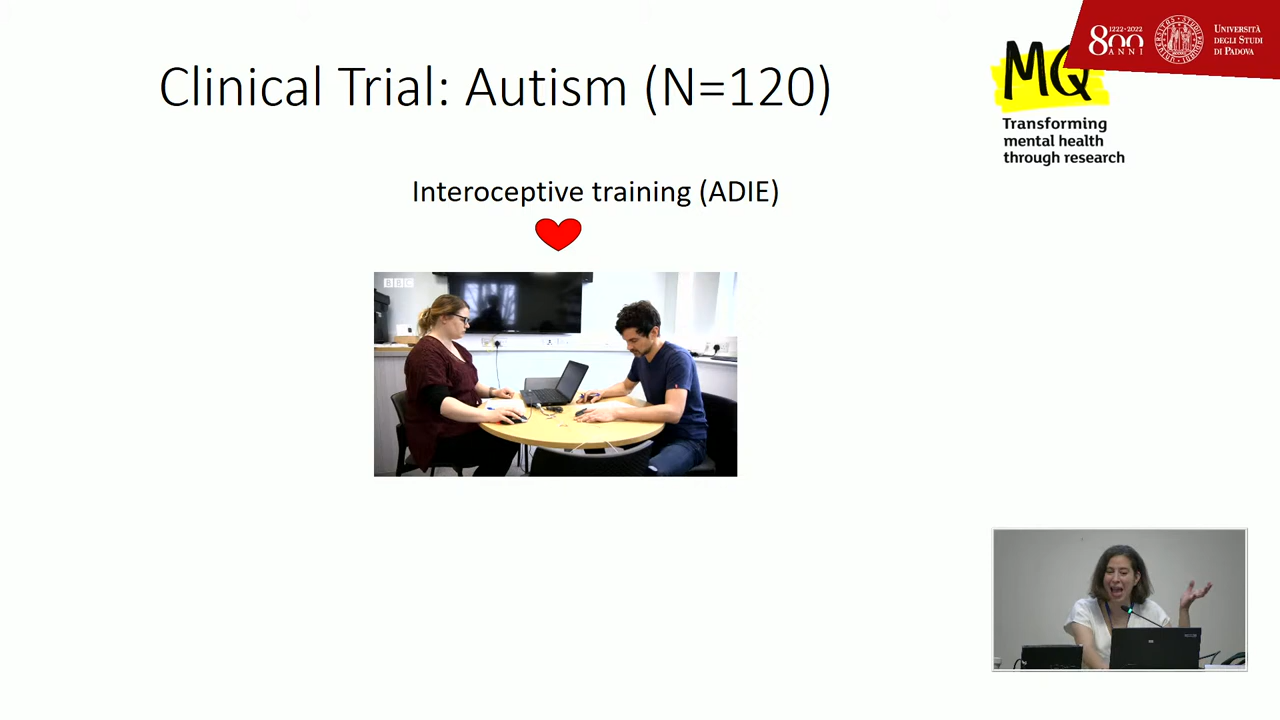 Clinical Trial: Autism (N=120)
1222-2022
800
ANNI
UNIVERSITÀ
DEGLI STUDI
DI PADOVA
MQ
Transforming
mental health
through research
Interoceptive training (ADIE)
BBC